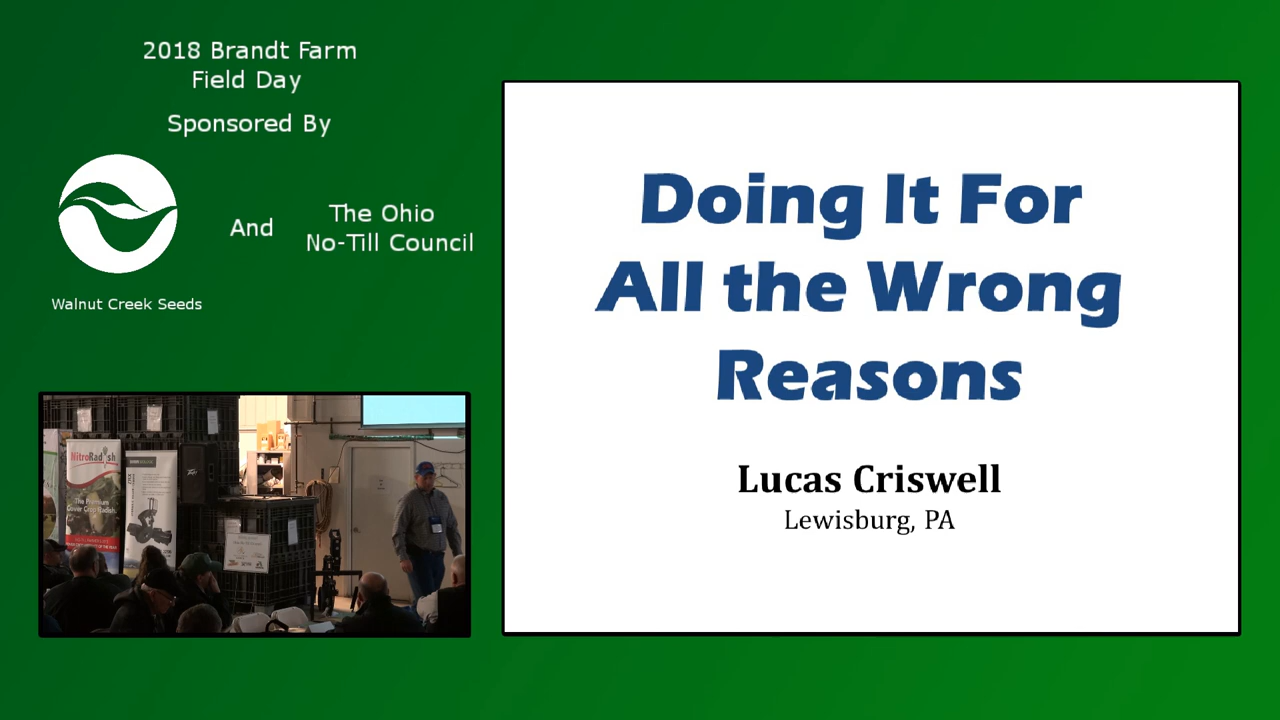 2018 Brandt Farm
Field Day
Sponsored By
And
The Ohio
No-Till Council
Walnut Creek Seeds
Doing It For
All the Wrong
Reasons
Lucas Criswell
Lewisburg, PA
NitroRadish
The Premium
Cover Crop Radish.